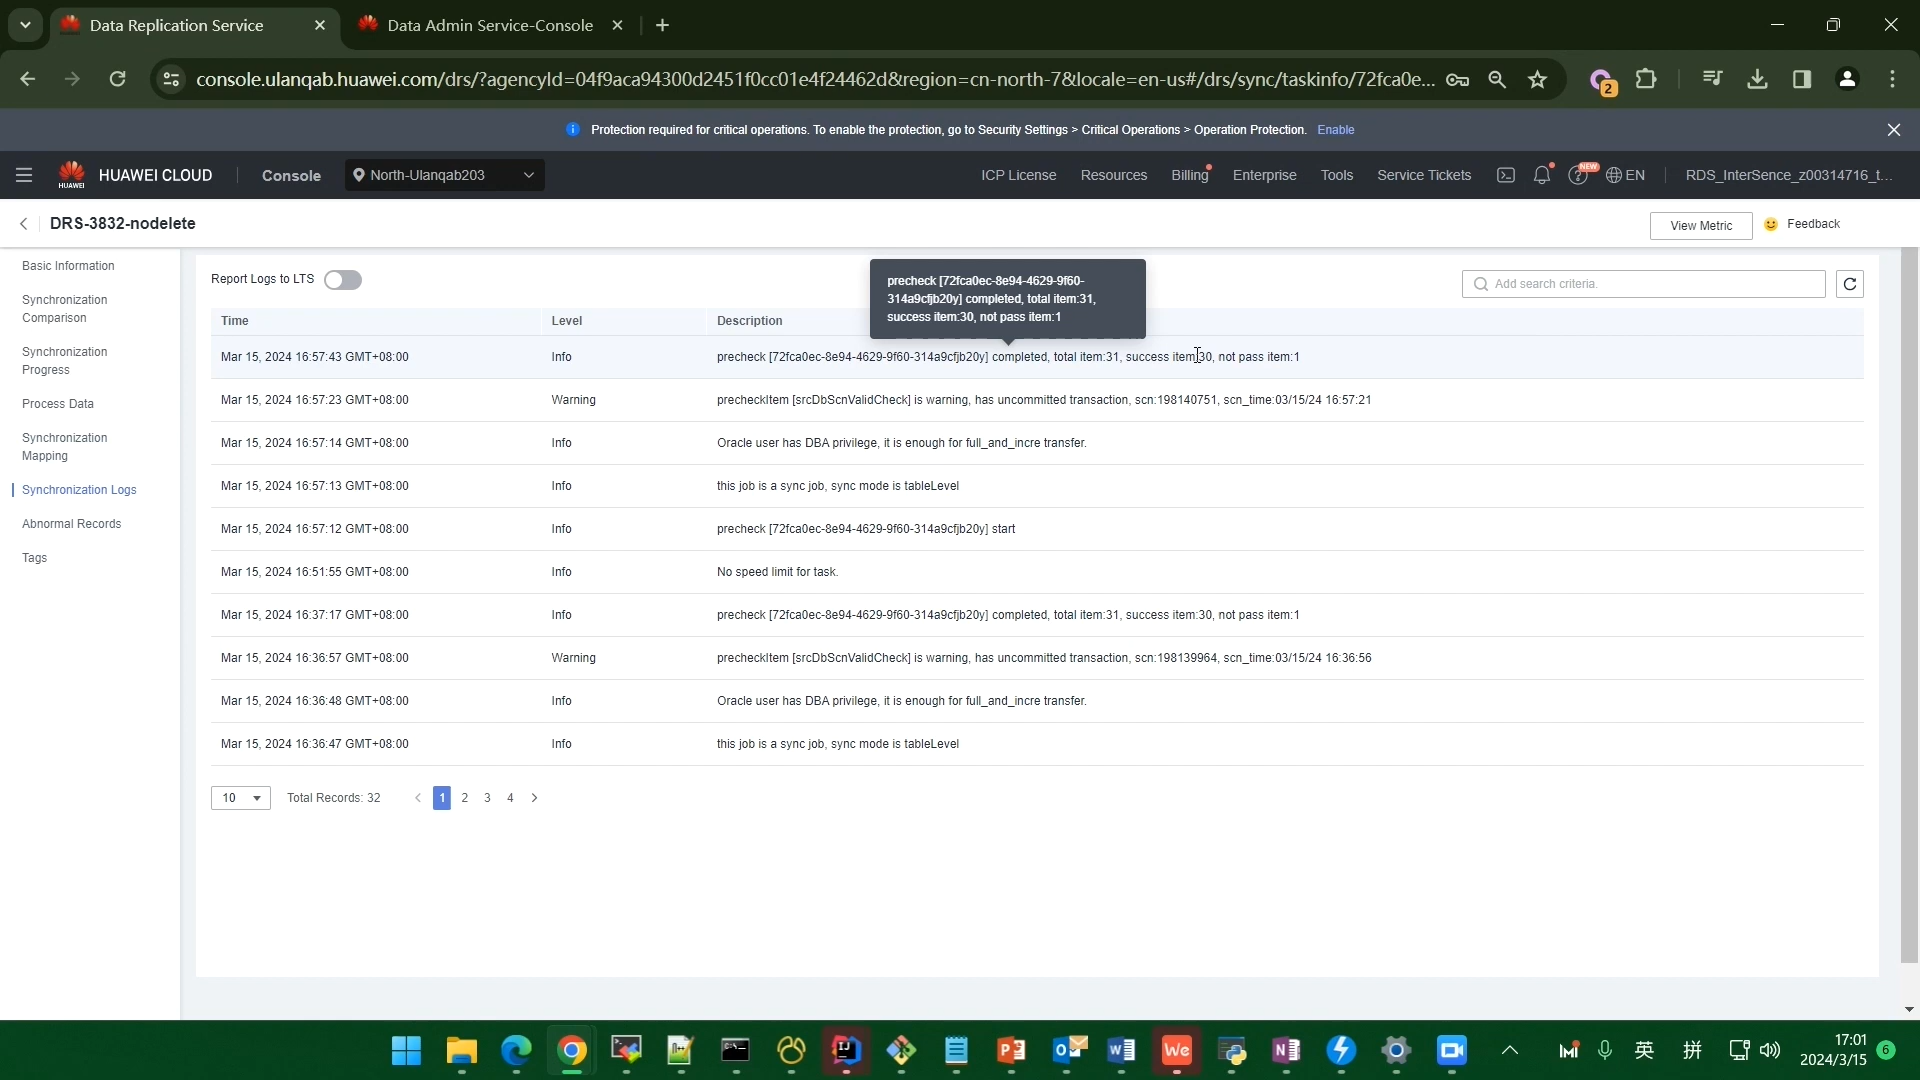 Data Replication Service
Data Admin Service-Console
console.ulanqab.huawei.com/drs/?agencyId=04f9aca94300d2451f0cc01e4f24462d&region=cn-north-7&locale=en-us#/drs/sync/taskinfo/72fca0e...
2
Protection required for critical operations. To enable the protection, go to Security Settings > Critical Operations > Operation Protection. Enable
HUAWEI
HUAWEI CLOUD
Console
North-Ulanqab203
ICP License
Resources
Billing
Enterprise
Tools
Service Tickets
NEW
EN
RDS_InterSence_z00314716_t...
DRS-3832-nodelete
View Metric
Feedback
Basic Information
Synchronization
Comparison
Synchronization
Progress
Process Data
Synchronization
Mapping
Synchronization Logs
Abnormal Records
Tags
Report Logs to LTS
precheck [72fca0ec-8e94-4629-9f60-
314a9cfjb20y] completed, total item:31,
success item:30, not pass item:1
Add search criteria.
Time Level Description
Mar 15, 2024 16:57:43 GMT+08:00 Info precheck [72fca0ec-8e94-4629-9f60-314a9cfjb20y] completed, total item:31, success item:30, not pass item:1
Mar 15, 2024 16:57:23 GMT+08:00 Warning precheckItem [srcDbScnValidCheck] is warning, has uncommitted transaction, scn:198140751, scn_time:03/15/24 16:57:21
Mar 15, 2024 16:57:14 GMT+08:00 Info Oracle user has DBA privilege, it is enough for full_and_incre transfer.
Mar 15, 2024 16:57:13 GMT+08:00 Info this job is a sync job, sync mode is tableLevel
Mar 15, 2024 16:57:12 GMT+08:00 Info precheck [72fca0ec-8e94-4629-9f60-314a9cfjb20y] start
Mar 15, 2024 16:51:55 GMT+08:00 Info No speed limit for task.
Mar 15, 2024 16:37:17 GMT+08:00 Info precheck [72fca0ec-8e94-4629-9f60-314a9cfjb20y] completed, total item:31, success item:30, not pass item:1
Mar 15, 2024 16:36:57 GMT+08:00 Warning precheckItem [srcDbScnValidCheck] is warning, has uncommitted transaction, scn:198139964, scn_time:03/15/24 16:36:56
Mar 15, 2024 16:36:48 GMT+08:00 Info Oracle user has DBA privilege, it is enough for full_and_incre transfer.
Mar 15, 2024 16:36:47 GMT+08:00 Info this job is a sync job, sync mode is tableLevel
10 Total Records: 32 1 2 3 4
We
英
拼
17:01
2024/3/15
6